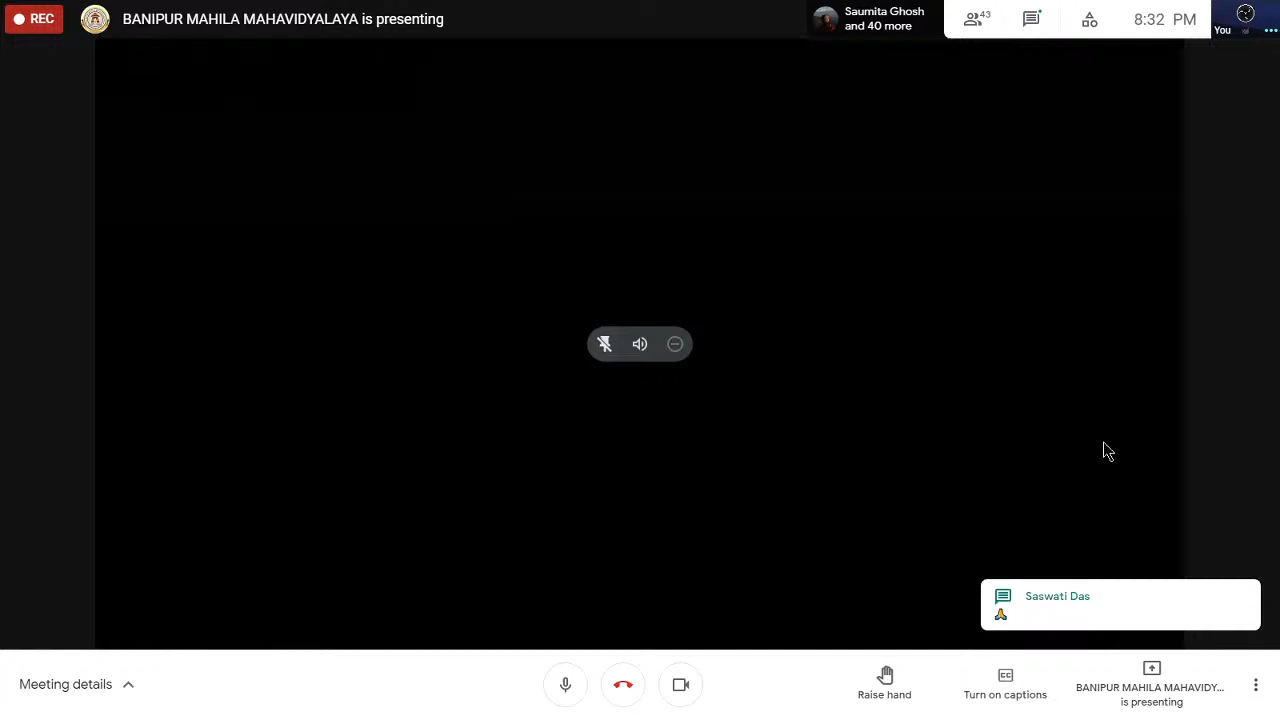 REC
BANIPUR MAHILA MAHAVIDYALAYA is presenting
Saumita Ghosh
and 40 more
43
8:32 PM
You
Saswati Das
🙏
Meeting details
Raise hand
Turn on captions
BANIPUR MAHILA MAHAVIDY...
is presenting